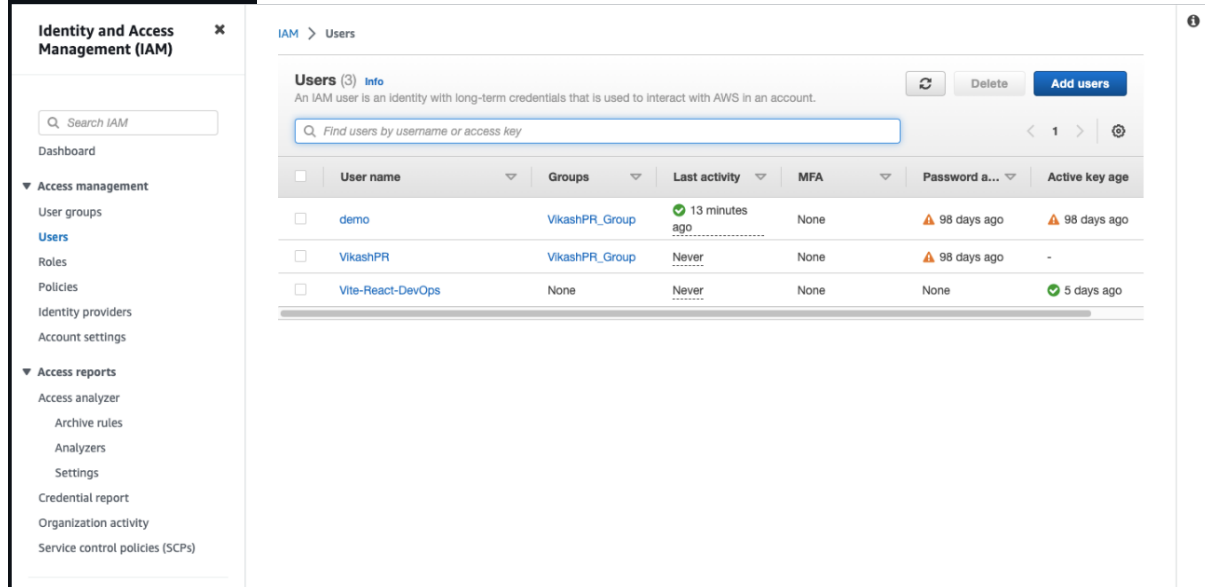 Identity and Access
Management (IAM)
Search IAM
Dashboard
Access management
User groups
Users
Roles
Policies
Identity providers
Account settings
Access reports
Access analyzer
Archive rules
Analyzers
Settings
Credential report
Organization activity
Service control policies (SCPs)
IAM > Users
Users (3) Info
An IAM user is an identity with long-term credentials that is used to interact with AWS in an account.
Delete
Add users
Find users by username or access key
< 1 >
User name Groups Last activity MFA Password a... Active key age
demo VikashPR_Group 13 minutes ago None 98 days ago 98 days ago
VikashPR VikashPR_Group Never None 98 days ago -
Vite-React-DevOps None Never None None 5 days ago